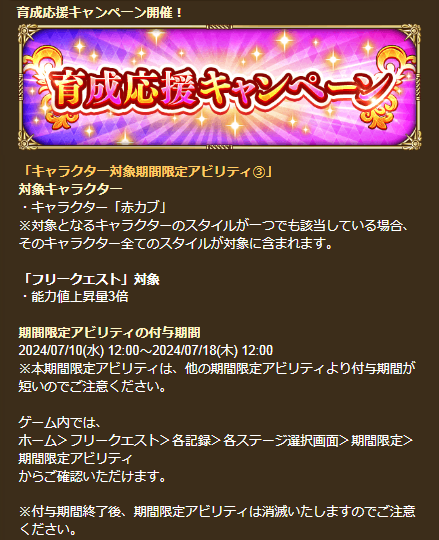 育成応援キャンペーン開催！
育成応援キャンペーン
「キャラクター対象期間限定アビリティ③」
対象キャラクター
・キャラクター「赤カブ」
※対象となるキャラクターのスタイルが一つでも該当している場合、
そのキャラクター全てのスタイルが対象に含まれます。
「フリークエスト」対象
・能力値上昇量3倍
期間限定アビリティの付与期間
2024/07/10(水) 12:00～2024/07/18(木) 12:00
※本期間限定アビリティは、他の期間限定アビリティより付与期間が
短いのでご注意ください。
ゲーム内では、
ホーム＞フリークエスト＞各記録＞各ステージ選択画面＞期間限定＞
期間限定アビリティ
からご確認いただけます。
※付与期間終了後、期間限定アビリティは消滅いたしますのでご注意
ください。